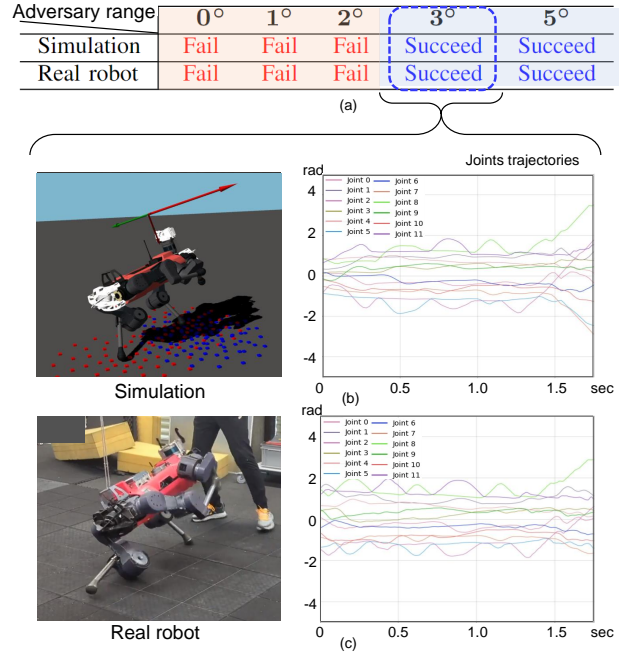 Adversary range 0° 1° 2° 3° 5°
Simulation Fail Fail Fail Succeed Succeed
Real robot Fail Fail Fail Succeed Succeed
(a)
rad Joints trajectories
Joint 0 Joint 6
Joint 1 Joint 7
Joint 2 Joint 8
Joint 3 Joint 9
Joint 4 Joint 10
Joint 5 Joint 11
4
2
0
-2
-4
0 0.5 1.0 1.5 sec
Simulation
(b)
rad
Joint 0 Joint 6
Joint 1 Joint 7
Joint 2 Joint 8
Joint 3 Joint 9
Joint 4 Joint 10
Joint 5 Joint 11
4
2
0
-2
-4
0 0.5 1.0 1.5 sec
Real robot
(c)